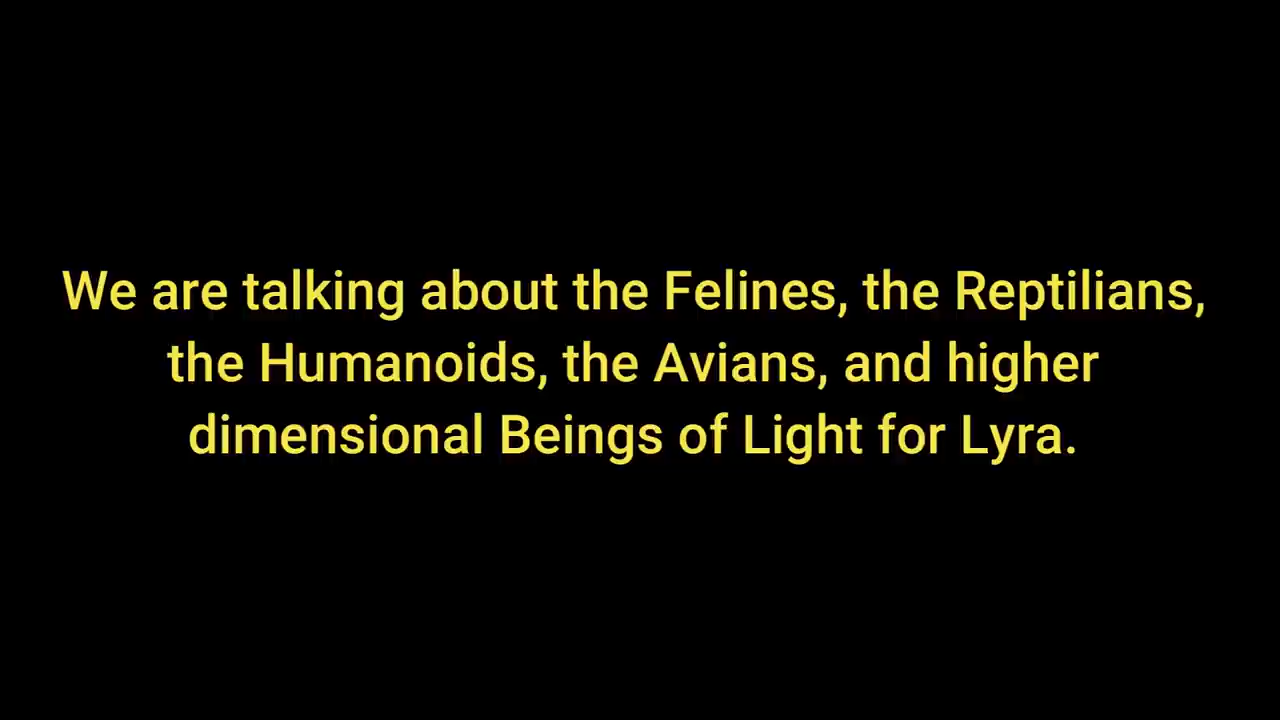 We are talking about the Felines, the Reptilians,
the Humanoids, the Avians, and higher
dimensional Beings of Light for Lyra.